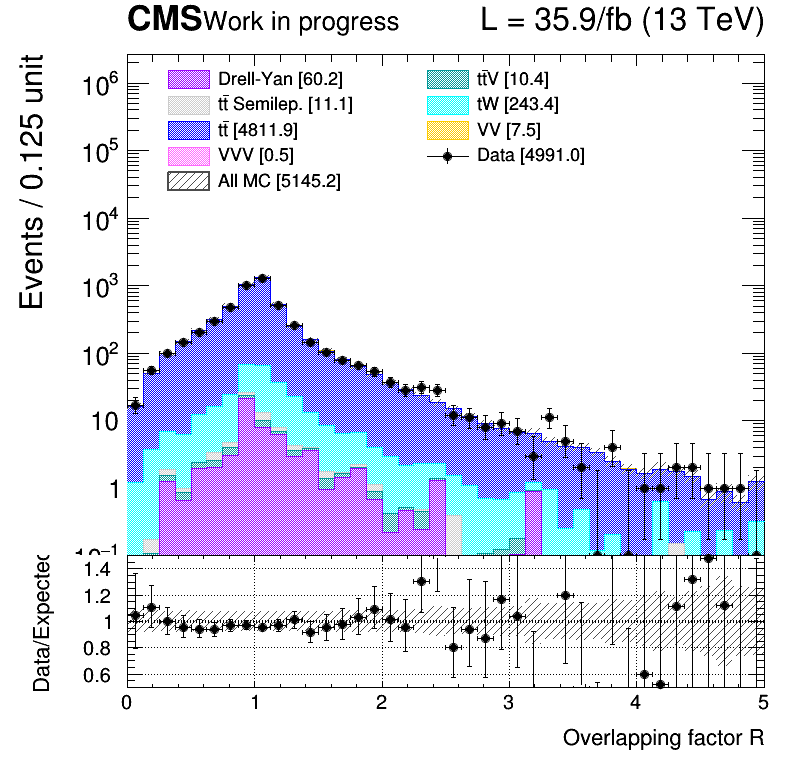 CMS Work in progress L = 35.9/fb (13 TeV)
Events / 0.125 unit
10⁶
10⁵
10⁴
10³
10²
10
1
10⁻¹
Drell-Yan [60.2]
tt̄ Semilep. [11.1]
tt̄ [4811.9]
VVV [0.5]
All MC [5145.2]
tt̄V [10.4]
tW [243.4]
VV [7.5]
Data [4991.0]
Data/Expected
1.4
1.2
1
0.8
0.6
0 1 2 3 4 5
Overlapping factor R